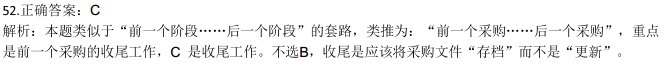 52.正确答案：C
解析：本题类似于“前一个阶段……后一个阶段”的套路，类推为：“前一个采购……后一个采购”，重点
是前一个采购的收尾工作，C 是收尾工作。不选B，收尾是应该将采购文件“存档”而不是“更新”。